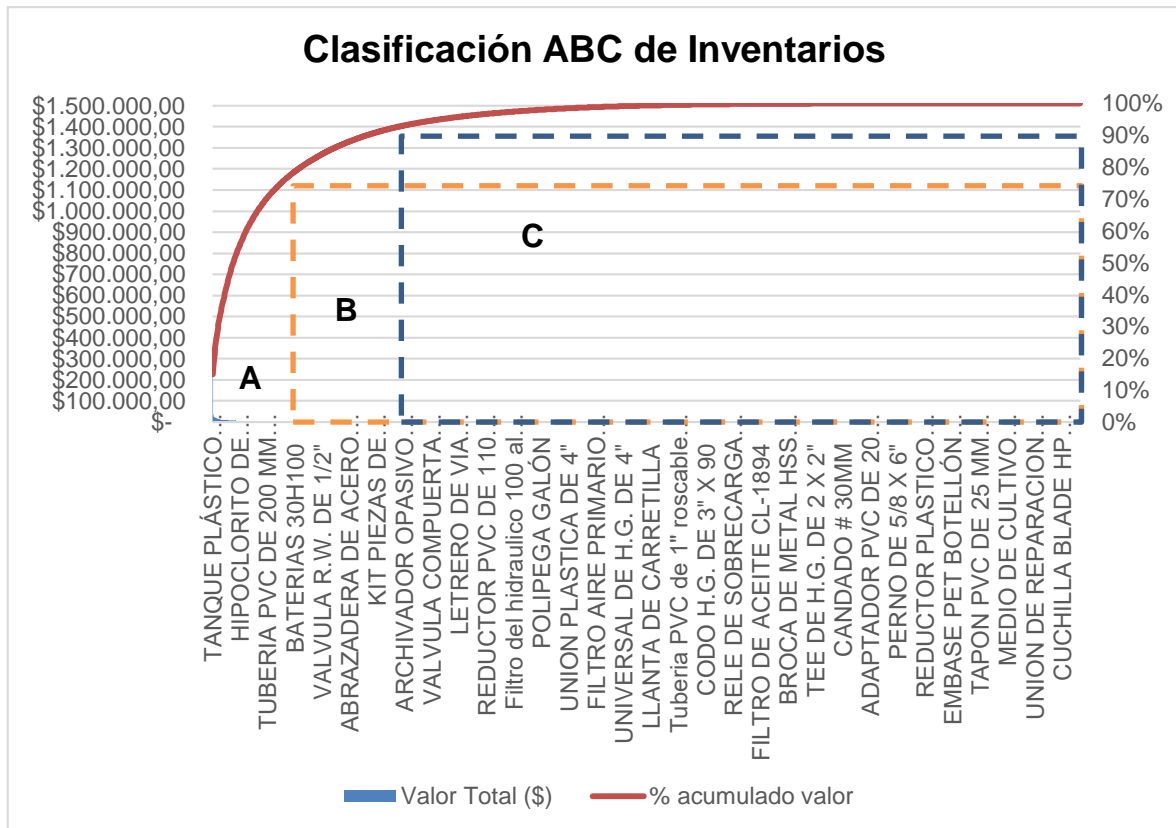 Clasificación ABC de Inventarios
$1.500.000,00
$1.400.000,00
$1.300.000,00
$1.200.000,00
$1.100.000,00
$1.000.000,00
$900.000,00
$800.000,00
$700.000,00
$600.000,00
$500.000,00
$400.000,00
$300.000,00
$200.000,00
$100.000,00
$-
100%
90%
80%
70%
60%
50%
40%
30%
20%
10%
0%
A
B
C
TANQUE PLÁSTICO…
HIPOCLORITO DE…
TUBERIA PVC DE 200 MM…
BATERIAS 30H100
VALVULA R.W. DE 1/2"
ABRAZADERA DE ACERO…
KIT PIEZAS DE…
ARCHIVADOR OPASIVO…
VALVULA COMPUERTA…
LETRERO DE VIA…
REDUCTOR PVC DE 110…
Filtro del hidraulico 100 al…
POLIPEGA GALÓN
UNION PLASTICA DE 4"
FILTRO AIRE PRIMARIO…
UNIVERSAL DE H.G. DE 4"
LLANTA DE CARRETILLA
Tuberia PVC de 1" roscable…
CODO H.G. DE 3" X 90
RELE DE SOBRECARGA…
FILTRO DE ACEITE CL-1894
BROCA DE METAL HSS…
TEE DE H.G. DE 2 X 2"
CANDADO # 30MM
ADAPTADOR PVC DE 20…
PERNO DE 5/8 X 6"
REDUCTOR PLASTICO…
EMBASE PET BOTELLÓN…
TAPON PVC DE 25 MM…
MEDIO DE CULTIVO…
UNION DE REPARACION…
CUCHILLA BLADE HP…
Valor Total ($)
% acumulado valor